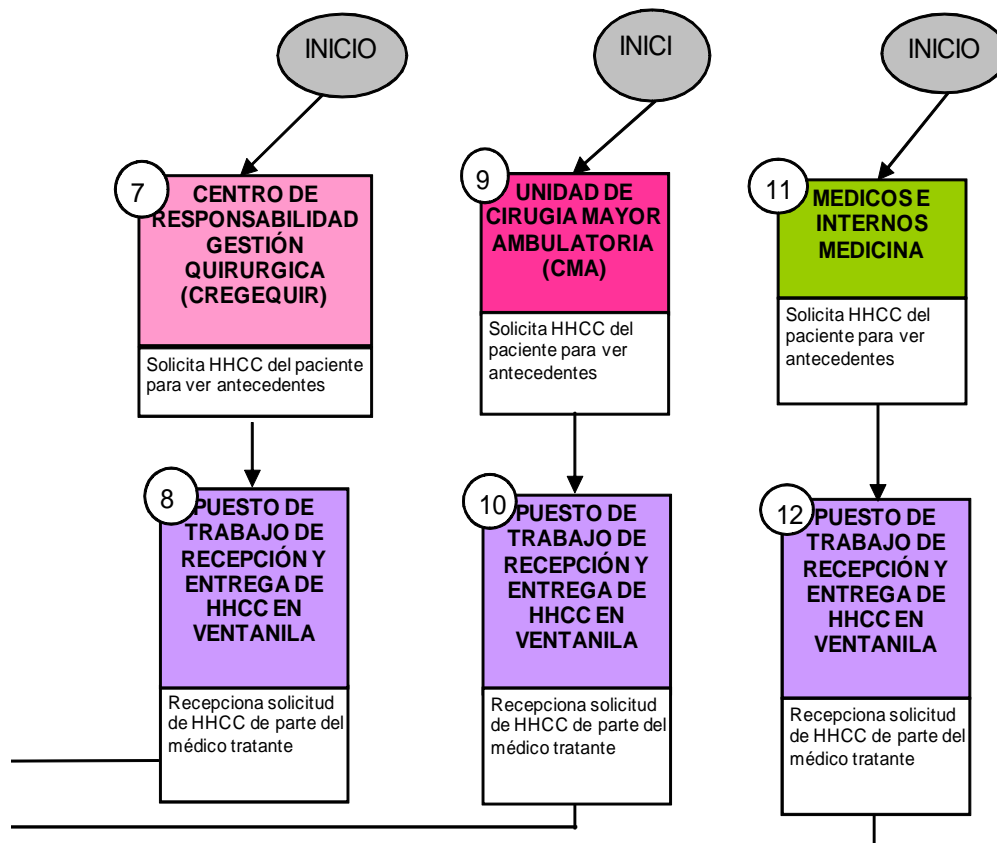 INICIO
INICI
INICIO
7
CENTRO DE
RESPONSABILIDAD
GESTIÓN
QUIRURGICA
(CREGEQUIR)
Solicita HHCC del paciente
para ver antecedentes
9
UNIDAD DE
CIRUGIA MAYOR
AMBULATORIA
(CMA)
Solicita HHCC del
paciente para ver
antecedentes
11
MEDICOS E
INTERNOS
MEDICINA
Solicita HHCC del
paciente para ver
antecedentes
8
PUESTO DE
TRABAJO DE
RECEPCIÓN Y
ENTREGA DE
HHCC EN
VENTANILA
Recepciona solicitud
de HHCC de parte del
médico tratante
10
PUESTO DE
TRABAJO DE
RECEPCIÓN Y
ENTREGA DE
HHCC EN
VENTANILA
Recepciona solicitud
de HHCC de parte del
médico tratante
12
PUESTO DE
TRABAJO DE
RECEPCIÓN Y
ENTREGA DE
HHCC EN
VENTANILA
Recepciona solicitud
de HHCC de parte del
médico tratante